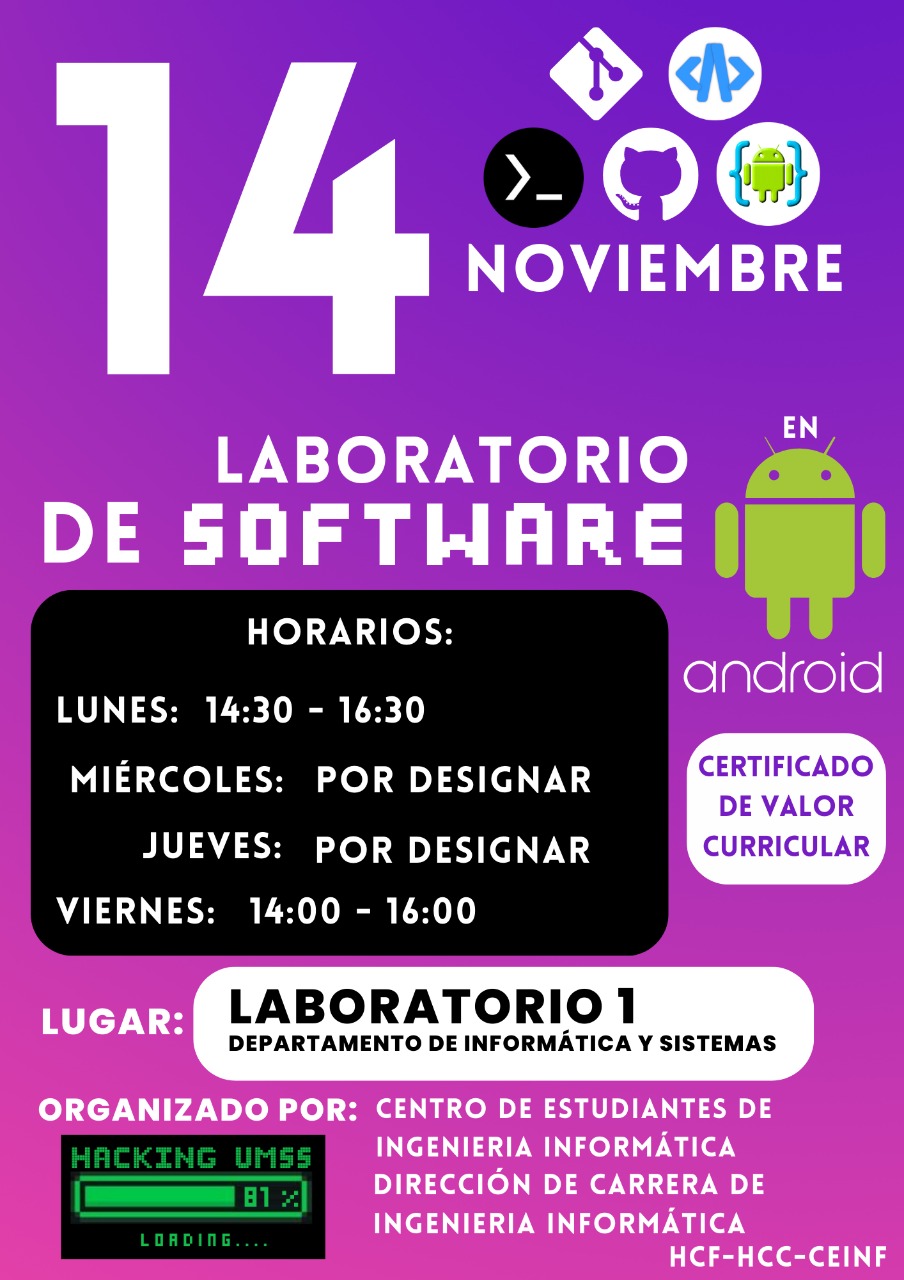 14
NOVIEMBRE
LABORATORIO
DE SOFTWARE
EN
android
HORARIOS:
LUNES: 14:30 - 16:30
MIÉRCOLES: POR DESIGNAR
JUEVES: POR DESIGNAR
VIERNES: 14:00 - 16:00
CERTIFICADO
DE VALOR
CURRICULAR
LUGAR:
LABORATORIO 1
DEPARTAMENTO DE INFORMÁTICA Y SISTEMAS
ORGANIZADO POR:
CENTRO DE ESTUDIANTES DE
INGENIERIA INFORMÁTICA
DIRECCIÓN DE CARRERA DE
INGENIERIA INFORMÁTICA
HACKING UMSS
81 %
LOADING....
HCF-HCC-CEINF